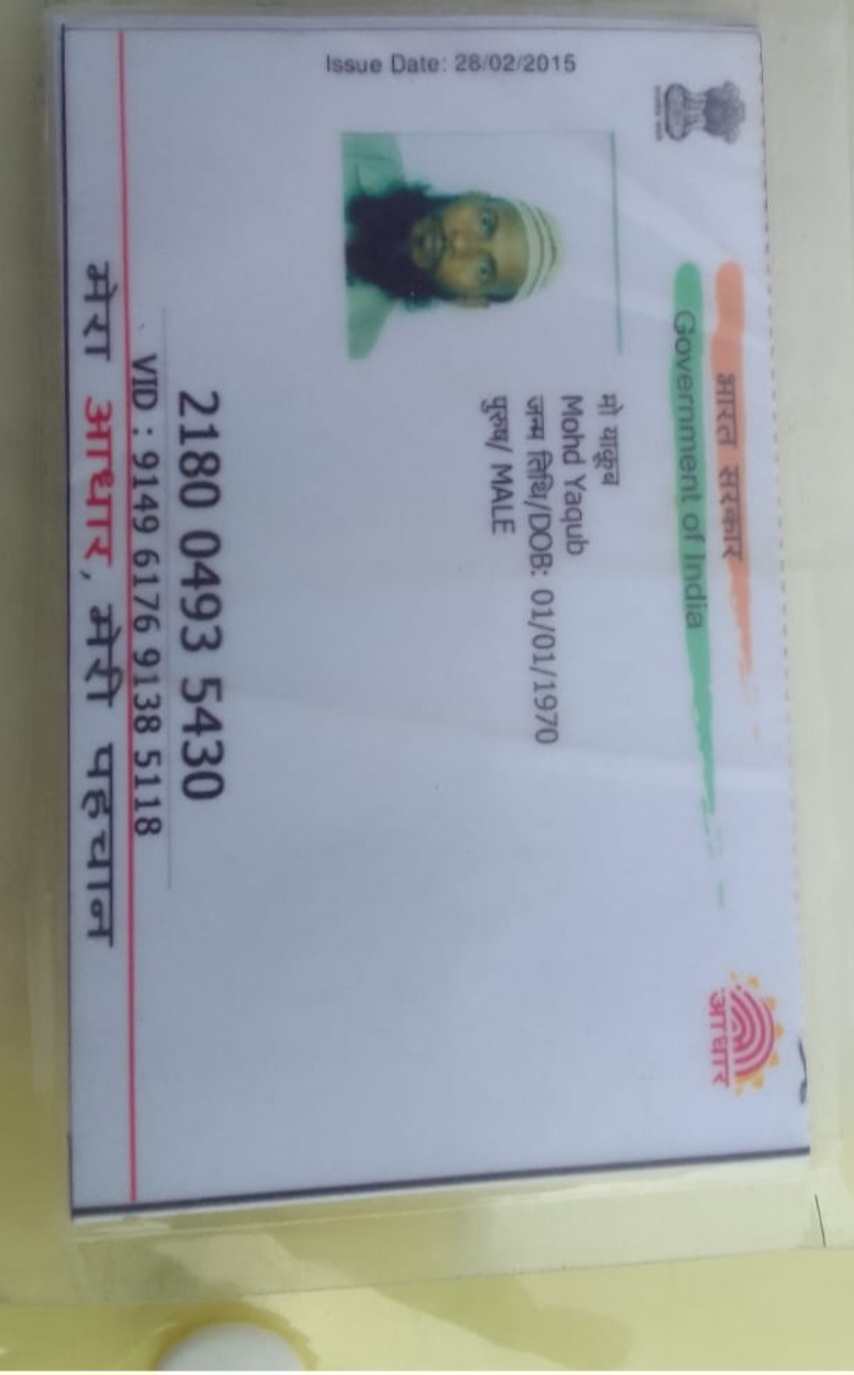 भारत सरकार
Government of India
आधार
Issue Date: 28/02/2015
मो याकूब
Mohd Yaqub
जन्म तिथि/DOB: 01/01/1970
पुरुष/ MALE
2180 0493 5430
VID : 9149 6176 9138 5118
मेरा आधार, मेरी पहचान